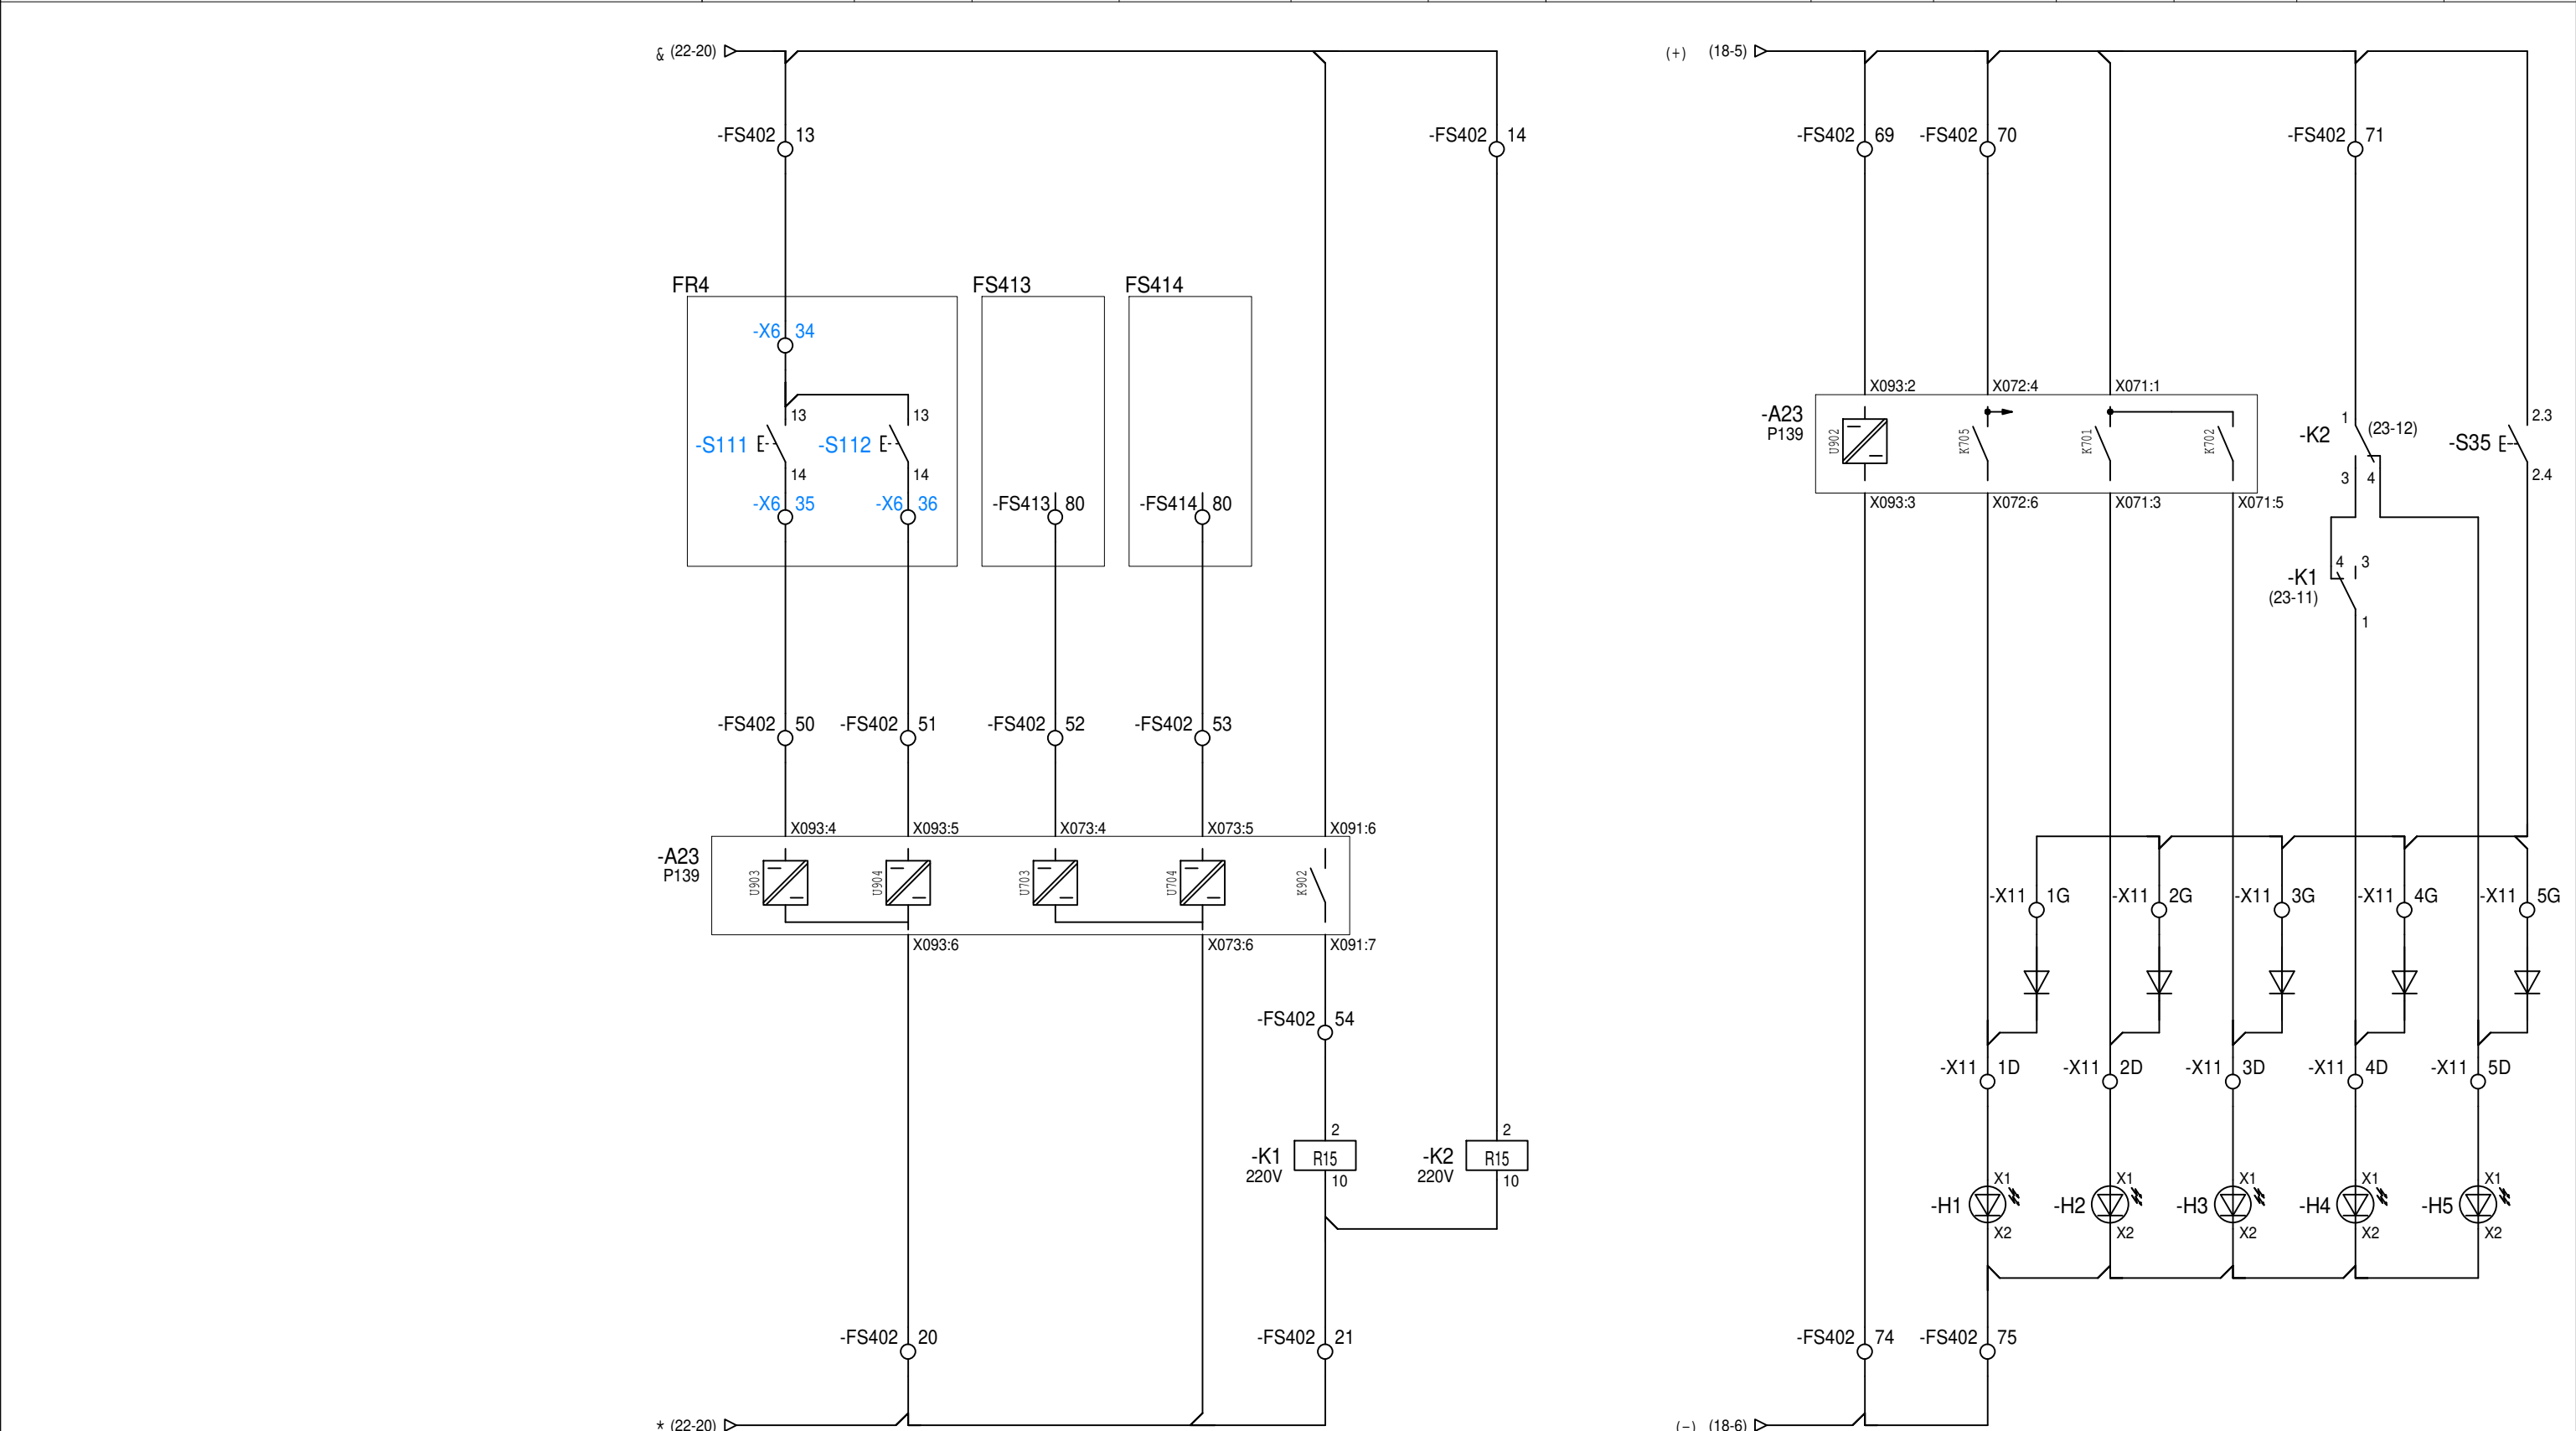 & (22-20)
(+) (18-5)
-FS402 13
-FS402 14
-FS402 69
-FS402 70
-FS402 71
FR4
FS413
FS414
-X6 34
X093:2
X072:4
X071:1
13
13
-S111
-S112
14
14
-A23
P139
U902
K705
K701
K702
1
-K2
(23-12)
3
4
2.3
-S35
2.4
-X6 35
-X6 36
-FS413 80
-FS414 80
X093:3
X072:6
X071:3
X071:5
4
3
-K1
(23-11)
1
-FS402 50
-FS402 51
-FS402 52
-FS402 53
X093:4
X093:5
X073:4
X073:5
X091:6
-A23
P139
U903
U904
U703
U704
K902
-X11 1G
-X11 2G
-X11 3G
-X11 4G
-X11 5G
X093:6
X073:6
X091:7
-FS402 54
-X11 1D
-X11 2D
-X11 3D
-X11 4D
-X11 5D
2
2
-K1
220V
R15
-K2
220V
R15
10
10
X1
X1
X1
X1
X1
-H1
-H2
-H3
-H4
-H5
X2
X2
X2
X2
X2
-FS402 20
-FS402 21
-FS402 74
-FS402 75
* (22-20)
(-) (18-6)